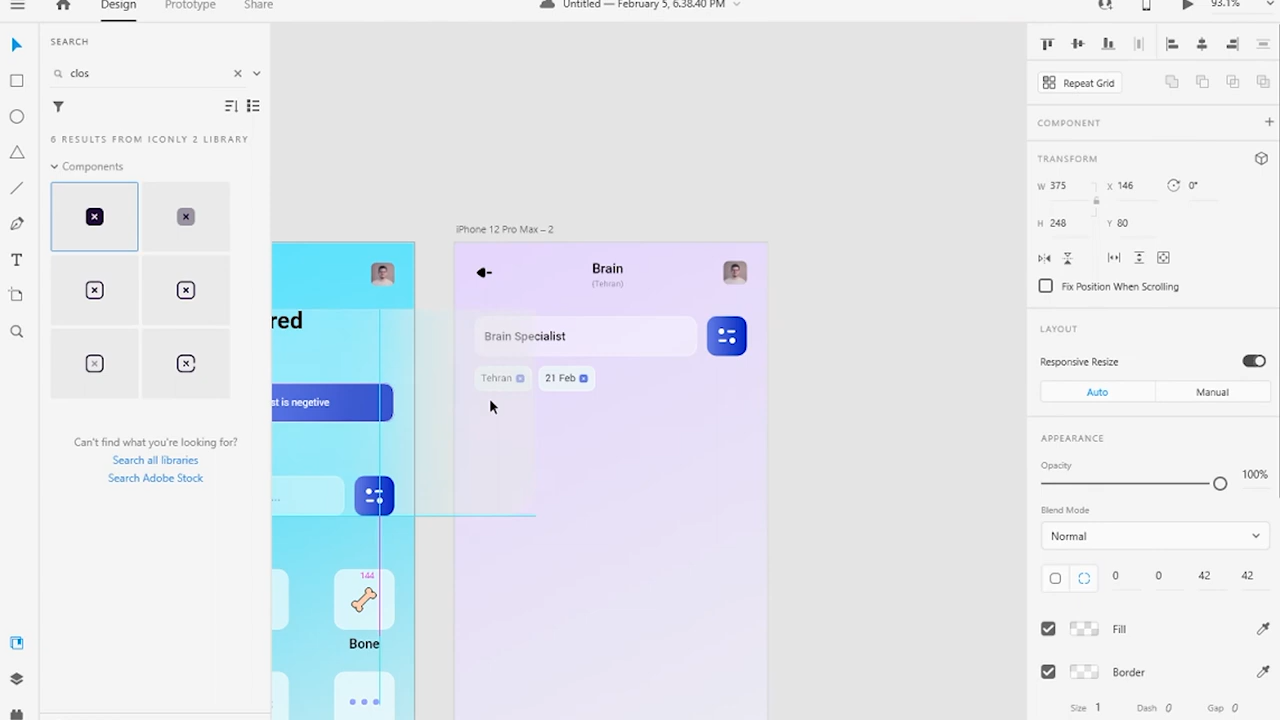 Design Prototype Share
Untitled — February 5, 6.38.40 PM
93.1%
SEARCH
clos
6 RESULTS FROM ICONLY 2 LIBRARY
Components
Can't find what you're looking for?
Search all libraries
Search Adobe Stock
red
st is negetive
...
144
Bone
iPhone 12 Pro Max – 2
Brain
(Tehran)
Brain Specialist
Tehran
21 Feb
Repeat Grid
COMPONENT
TRANSFORM
W 375 X 146 0°
H 248 Y 80
Fix Position When Scrolling
LAYOUT
Responsive Resize
Auto Manual
APPEARANCE
Opacity
100%
Blend Mode
Normal
0 0 42 42
Fill
Border
Size 1 Dash 0 Gap 0